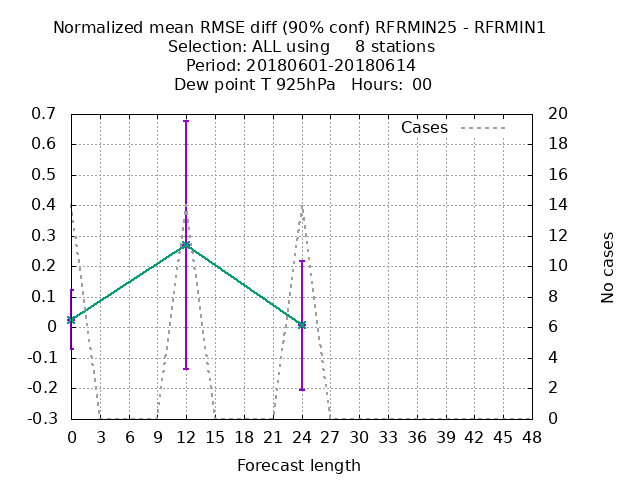 Normalized mean RMSE diff (90% conf) RFRMIN25 - RFRMIN1
Selection: ALL using     8 stations
Period: 20180601-20180614
Dew point T 925hPa   Hours: 00
Cases
0.7
0.6
0.5
0.4
0.3
0.2
0.1
0
-0.1
-0.2
-0.3
20
18
16
14
12
10
8
6
4
2
0
No cases
0 3 6 9 12 15 18 21 24 27 30 33 36 39 42 45 48
Forecast length